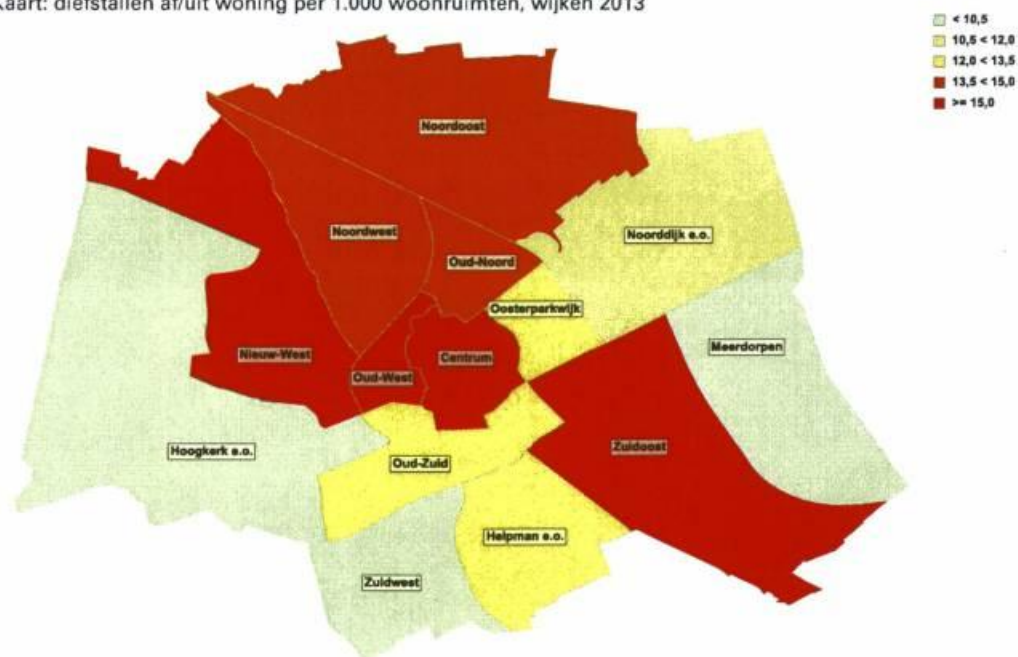 Kaart: diefstallen af/uit woning per 1.000 woonruimten, wijken 2013
< 10,5
10,5 < 12,0
12,0 < 13,5
13,5 < 15,0
>= 15,0
Noordoost
Noordwest
Noorddijk e.o.
Oud-Noord
Oosterparkwijk
Meerdorpen
Nieuw-West
Centrum
Oud-West
Zuidoost
Hoogkerk e.o.
Oud-Zuid
Helpman e.o.
Zuidwest